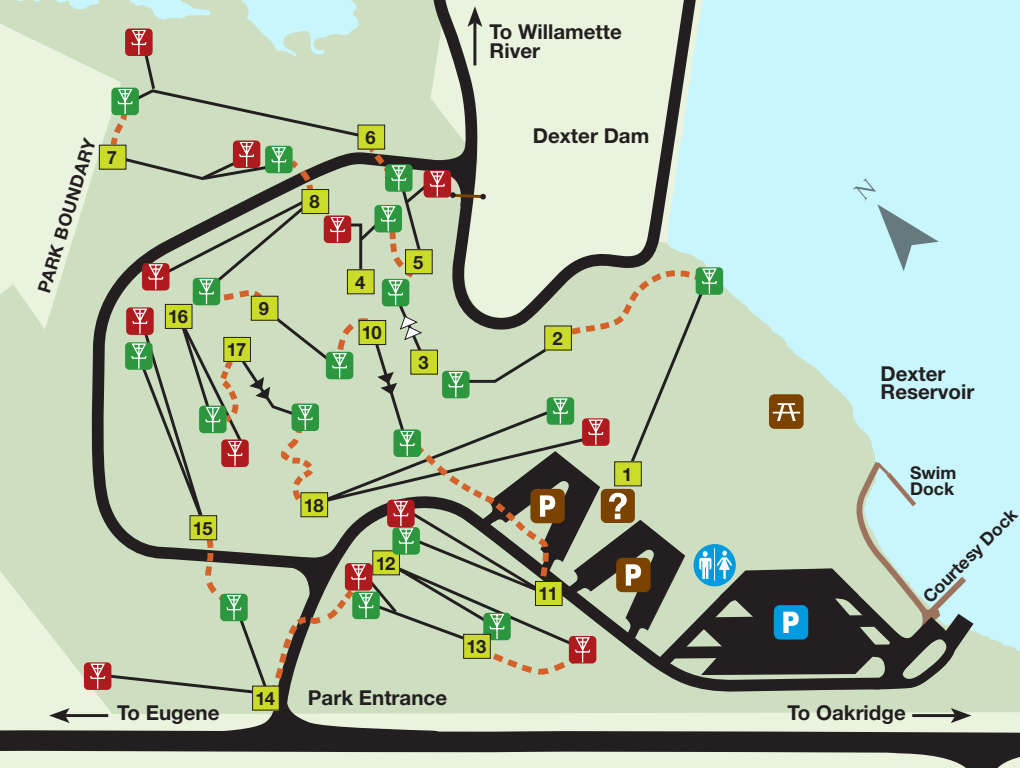 To Willamette
River
Dexter Dam
PARK BOUNDARY
N
6
7
8
5
4
9
16
10
2
17
3
Dexter
Reservoir
1
18
P
?
Swim
Dock
15
12
11
P
Courtesy Dock
P
13
14
Park Entrance
To Eugene
To Oakridge